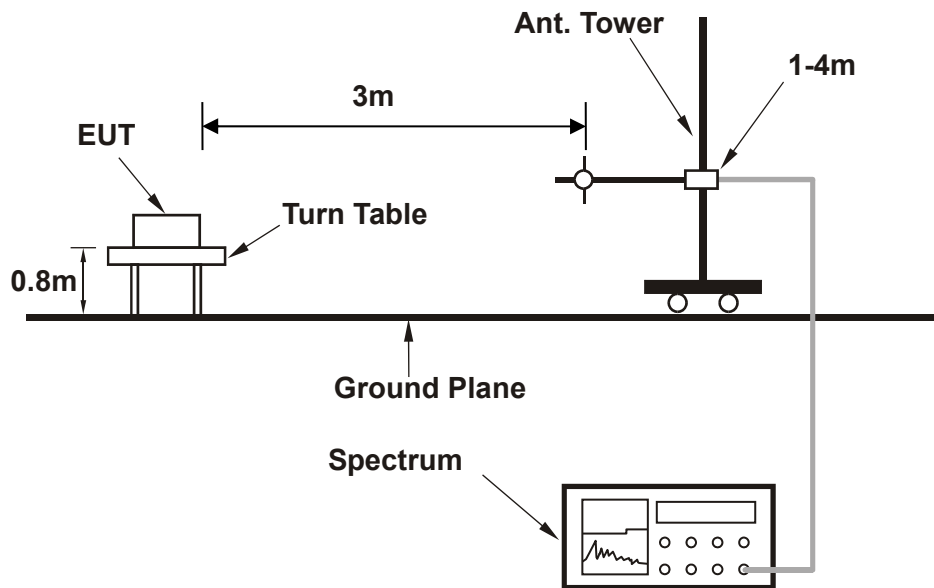 Ant. Tower
1-4m
3m
EUT
Turn Table
0.8m
Ground Plane
Spectrum